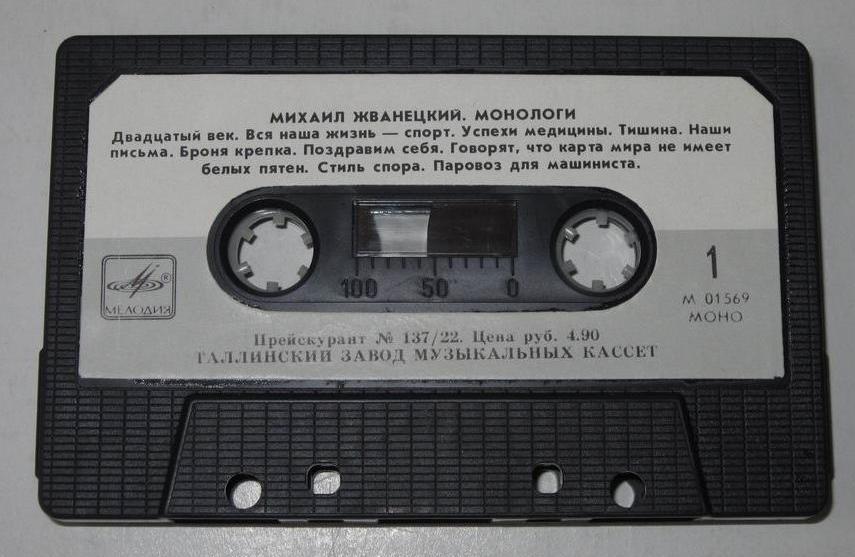 МИХАИЛ ЖВАНЕЦКИЙ. МОНОЛОГИ
Двадцатый век. Вся наша жизнь — спорт. Успехи медицины. Тишина. Наши
письма. Броня крепка. Поздравим себя. Говорят, что карта мира не имеет
белых пятен. Стиль спора. Паровоз для машиниста.
100 50 0
®
МЕЛОДИЯ
1
М 01569
МОНО
Прейскурант № 137/22. Цена руб. 4.90
ТАЛЛИНСКИЙ ЗАВОД МУЗЫКАЛЬНЫХ КАССЕТ